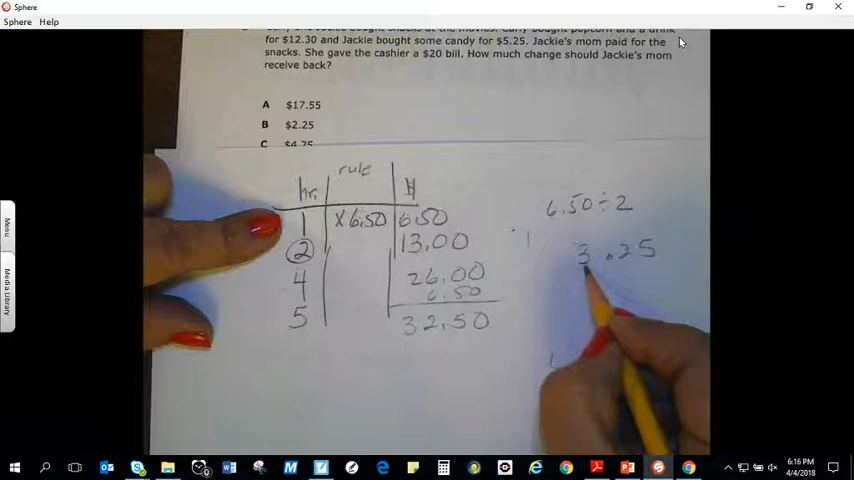 Sphere
Sphere Help
for $12.30 and Jackie bought some candy for $5.25. Jackie's mom paid for the
snacks. She gave the cashier a $20 bill. How much change should Jackie's mom
receive back?
A $17.55
B $2.25
C $4.75
hr. rule #
1 x6.50 6.50
2 13.00
4 26.00
6.50
5 32.50
6.50÷2
3.25
Menu
Media Library
6:16 PM
4/4/2018